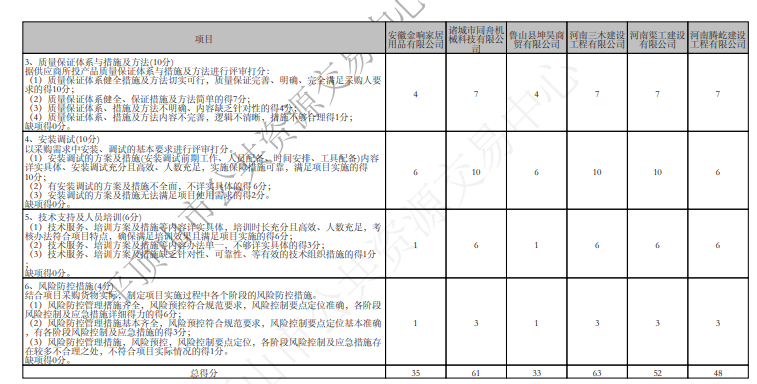 项目
安徽金响家居用品有限公司
诸城市同舟机械科技有限公司
鲁山县坤昊商贸有限公司
河南三木建设工程有限公司
河南渠工建设有限公司
河南腾屹建设工程有限公司
3、质量保证体系与措施及方法(10分)
据供应商所投产品质量保证体系与措施及方法进行评审打分:
（1）质量保证体系健全措施及方法切实可行，质量保证完善、明确、完全满足采购人要
求的得10分;
（2）质量保证体系健全、保证措施及方法简单的得7分;
（3）质量保证体系、措施及方法不明确、内容缺乏针对性的得4分;
（4）质量保证体系、措施及方法内容不完善，逻辑不清晰，措施不够合理得1分;
缺项得0分。
4 7 4 7 7 7
4、安装调试(10分)
以采购需求中安装、调试的基本要求进行评审打分。
（1）安装调试的方案及措施(安装调试前期工作、人员配备、时间安排、工具配备)内容
详实具体、安装调试充分且高效、人数充足，实施保障措施可靠，满足项目实施的得
10分;
（2）有安装调试的方案及措施不全面，不详实具体的得6分;
（3）安装调试的方案及措施无法满足项目使用需求的得2分。
缺项得0分。
6 10 6 10 10 6
5、技术支持及人员培训(6分)
（1）技术服务、培训方案及措施等内容详实具体，培训时长充分且高效、人数充足，考
核办法符合项目特点，确保满足培训效果且满足项目实施的得6分;
（2）技术服务、培训方案及措施等内容办法单一，不够详实具体的得3分;
（3）技术服务、培训方案及措施缺乏针对性、可靠性、等有效的技术组织措施的得1分
;
缺项得0分。
1 6 1 6 6 6
6、风险防控措施(4分)
结合项目采购货物实际，制定项目实施过程中各个阶段的风险防控措施。
（1）风险防控管理措施齐全，风险预控符合规范要求，风险控制要点定位准确，各阶段
风险控制及应急措施详细得力的得6分;
（2）风险防控管理措施基本齐全，风险预控符合规范要求，风险控制要点定位基本准确
，有各阶段风险控制及应急措施的得3分;
（3）风险防控管理措施，风险预控，风险控制要点定位，各阶段风险控制及应急措施存
在较多不合理之处，不符合项目实际情况的得1分。
缺项得0分。
1 3 1 3 3 3
总得分 35 61 33 63 52 48
平顶山市公共资源交易中心